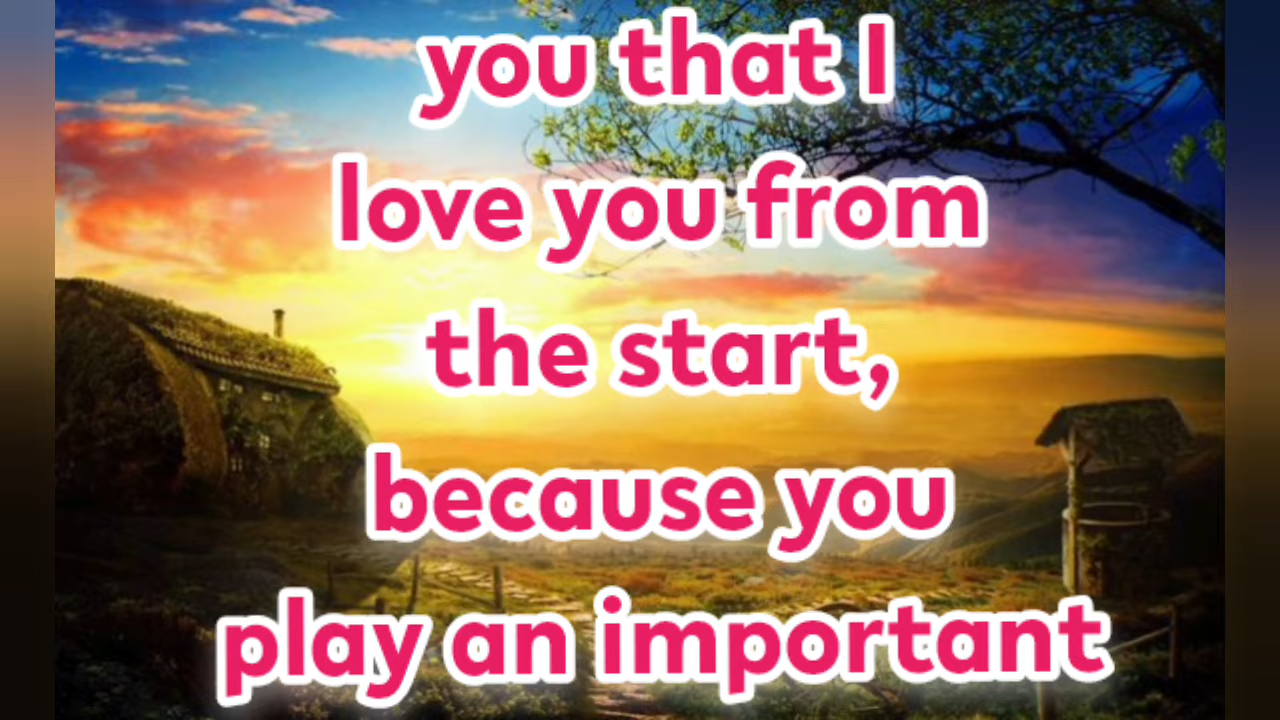 you that I
love you from
the start,
because you
play an important